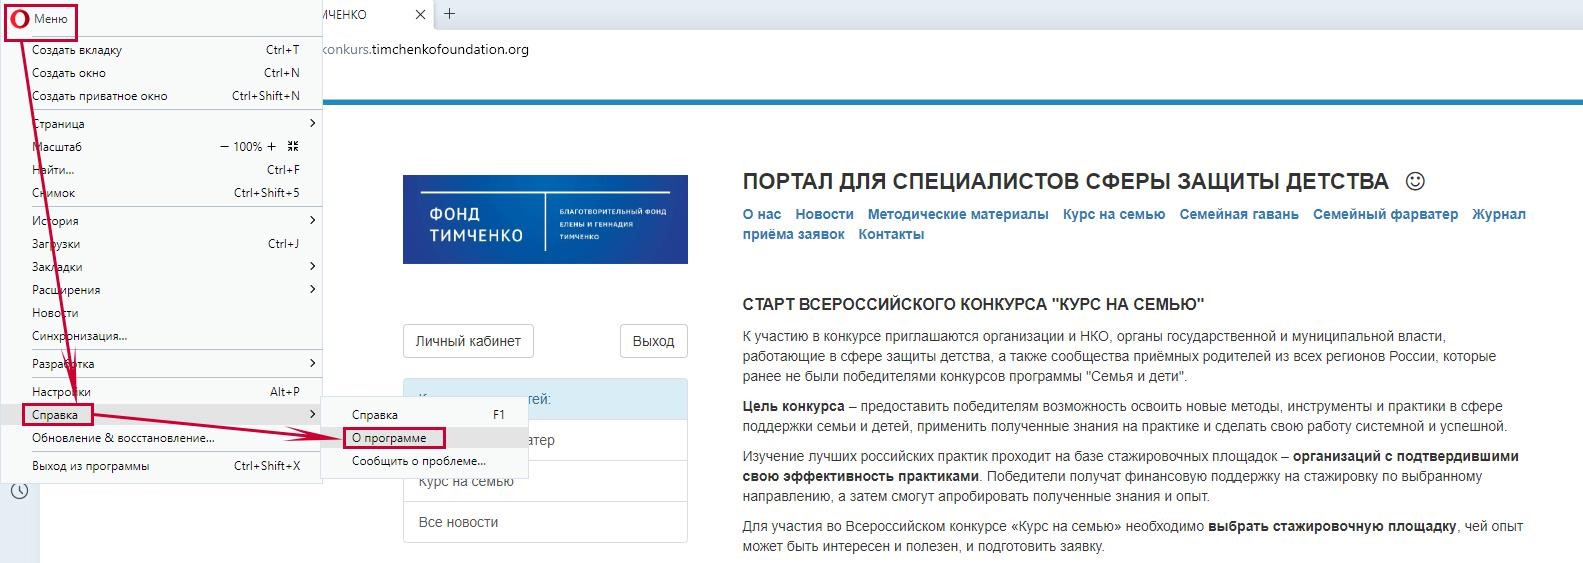 Меню
МЧЕНКО
Создать вкладку Ctrl+T
konkurs.timchenkofoundation.org
Создать окно Ctrl+N
Создать приватное окно Ctrl+Shift+N
Страница
Масштаб − 100% +
Найти... Ctrl+F
Снимок Ctrl+Shift+5
История
Загрузки Ctrl+J
Закладки
Расширения
Новости
Синхронизация...
Разработка
Настройки Alt+P
Справка
Обновление & восстановление...
Выход из программы Ctrl+Shift+X
Справка F1
О программе
Сообщить о проблеме...
ФОНД
ТИМЧЕНКО
БЛАГОТВОРИТЕЛЬНЫЙ ФОНД
ЕЛЕНЫ И ГЕННАДИЯ
ТИМЧЕНКО
Личный кабинет Выход
тей:
атер
Курс на семью
Все новости
ПОРТАЛ ДЛЯ СПЕЦИАЛИСТОВ СФЕРЫ ЗАЩИТЫ ДЕТСТВА
О нас Новости Методические материалы Курс на семью Семейная гавань Семейный фарватер Журнал
приёма заявок Контакты
СТАРТ ВСЕРОССИЙСКОГО КОНКУРСА "КУРС НА СЕМЬЮ"
К участию в конкурсе приглашаются организации и НКО, органы государственной и муниципальной власти,
работающие в сфере защиты детства, а также сообщества приёмных родителей из всех регионов России, которые
ранее не были победителями конкурсов программы "Семья и дети".
Цель конкурса – предоставить победителям возможность освоить новые методы, инструменты и практики в сфере
поддержки семьи и детей, применить полученные знания на практике и сделать свою работу системной и успешной.
Изучение лучших российских практик проходит на базе стажировочных площадок – организаций с подтвердившими
свою эффективность практиками. Победители получат финансовую поддержку на стажировку по выбранному
направлению, а затем смогут апробировать полученные знания и опыт.
Для участия во Всероссийском конкурсе «Курс на семью» необходимо выбрать стажировочную площадку, чей опыт
может быть интересен и полезен, и подготовить заявку.